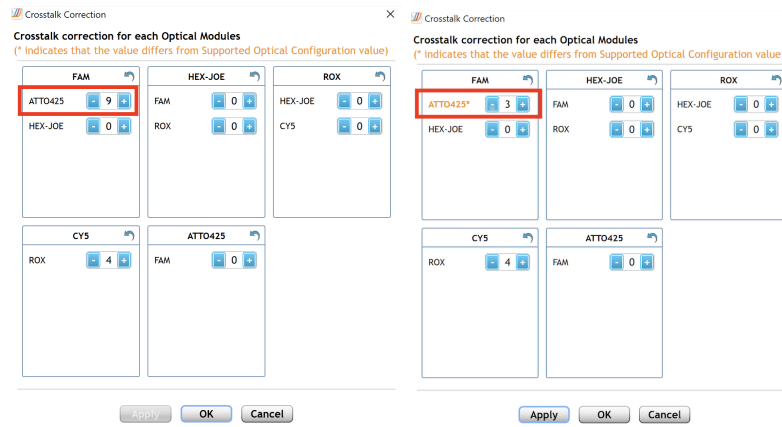 Crosstalk Correction
Crosstalk correction for each Optical Modules
(* indicates that the value differs from Supported Optical Configuration value)
FAM
ATTO425 - 9 +
HEX-JOE - 0 +
HEX-JOE
FAM - 0 +
ROX - 0 +
ROX
HEX-JOE - 0 +
CY5 - 0 +
CY5
ROX - 4 +
ATTO425
FAM - 0 +
Apply OK Cancel
Crosstalk Correction
Crosstalk correction for each Optical Modules
(* indicates that the value differs from Supported Optical Configuration value
FAM
ATTO425* - 3 +
HEX-JOE - 0 +
HEX-JOE
FAM - 0 +
ROX - 0 +
ROX
HEX-JOE - 0 +
CY5 - 0 +
CY5
ROX - 4 +
ATTO425
FAM - 0 +
Apply OK Cancel